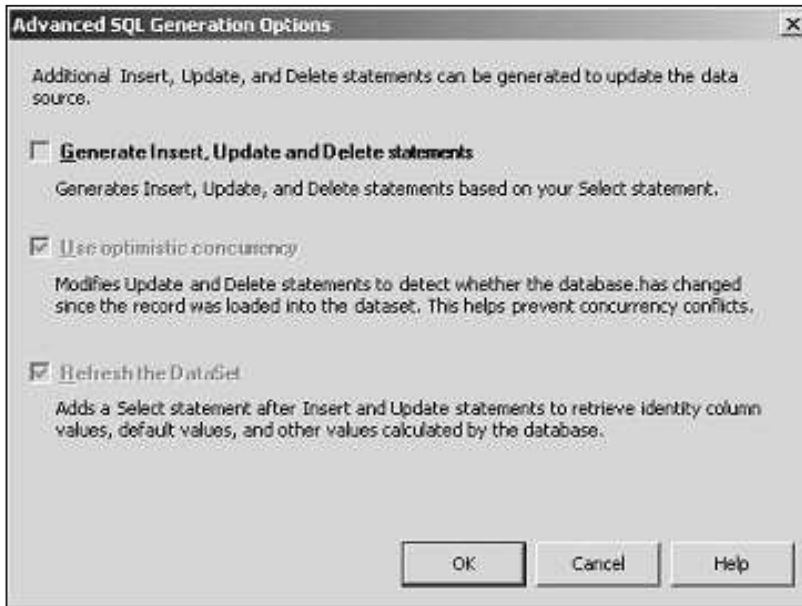 Advanced SQL Generation Options
Additional Insert, Update, and Delete statements can be generated to update the data
source.
Generate Insert, Update and Delete statements
Generates Insert, Update, and Delete statements based on your Select statement.
Use optimistic concurrency
Modifies Update and Delete statements to detect whether the database.has changed
since the record was loaded into the dataset. This helps prevent concurrency conflicts.
Refresh the DataSet
Adds a Select statement after Insert and Update statements to retrieve identity column
values, default values, and other values calculated by the database.
OK
Cancel
Help